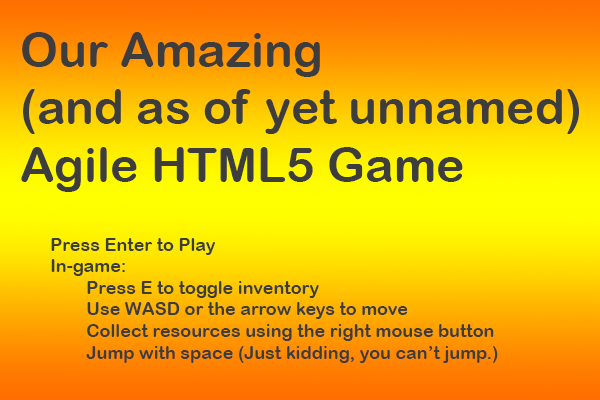 Our Amazing
(and as of yet unnamed)
Agile HTML5 Game
Press Enter to Play
In-game:
Press E to toggle inventory
Use WASD or the arrow keys to move
Collect resources using the right mouse button
Jump with space (Just kidding, you can’t jump.)